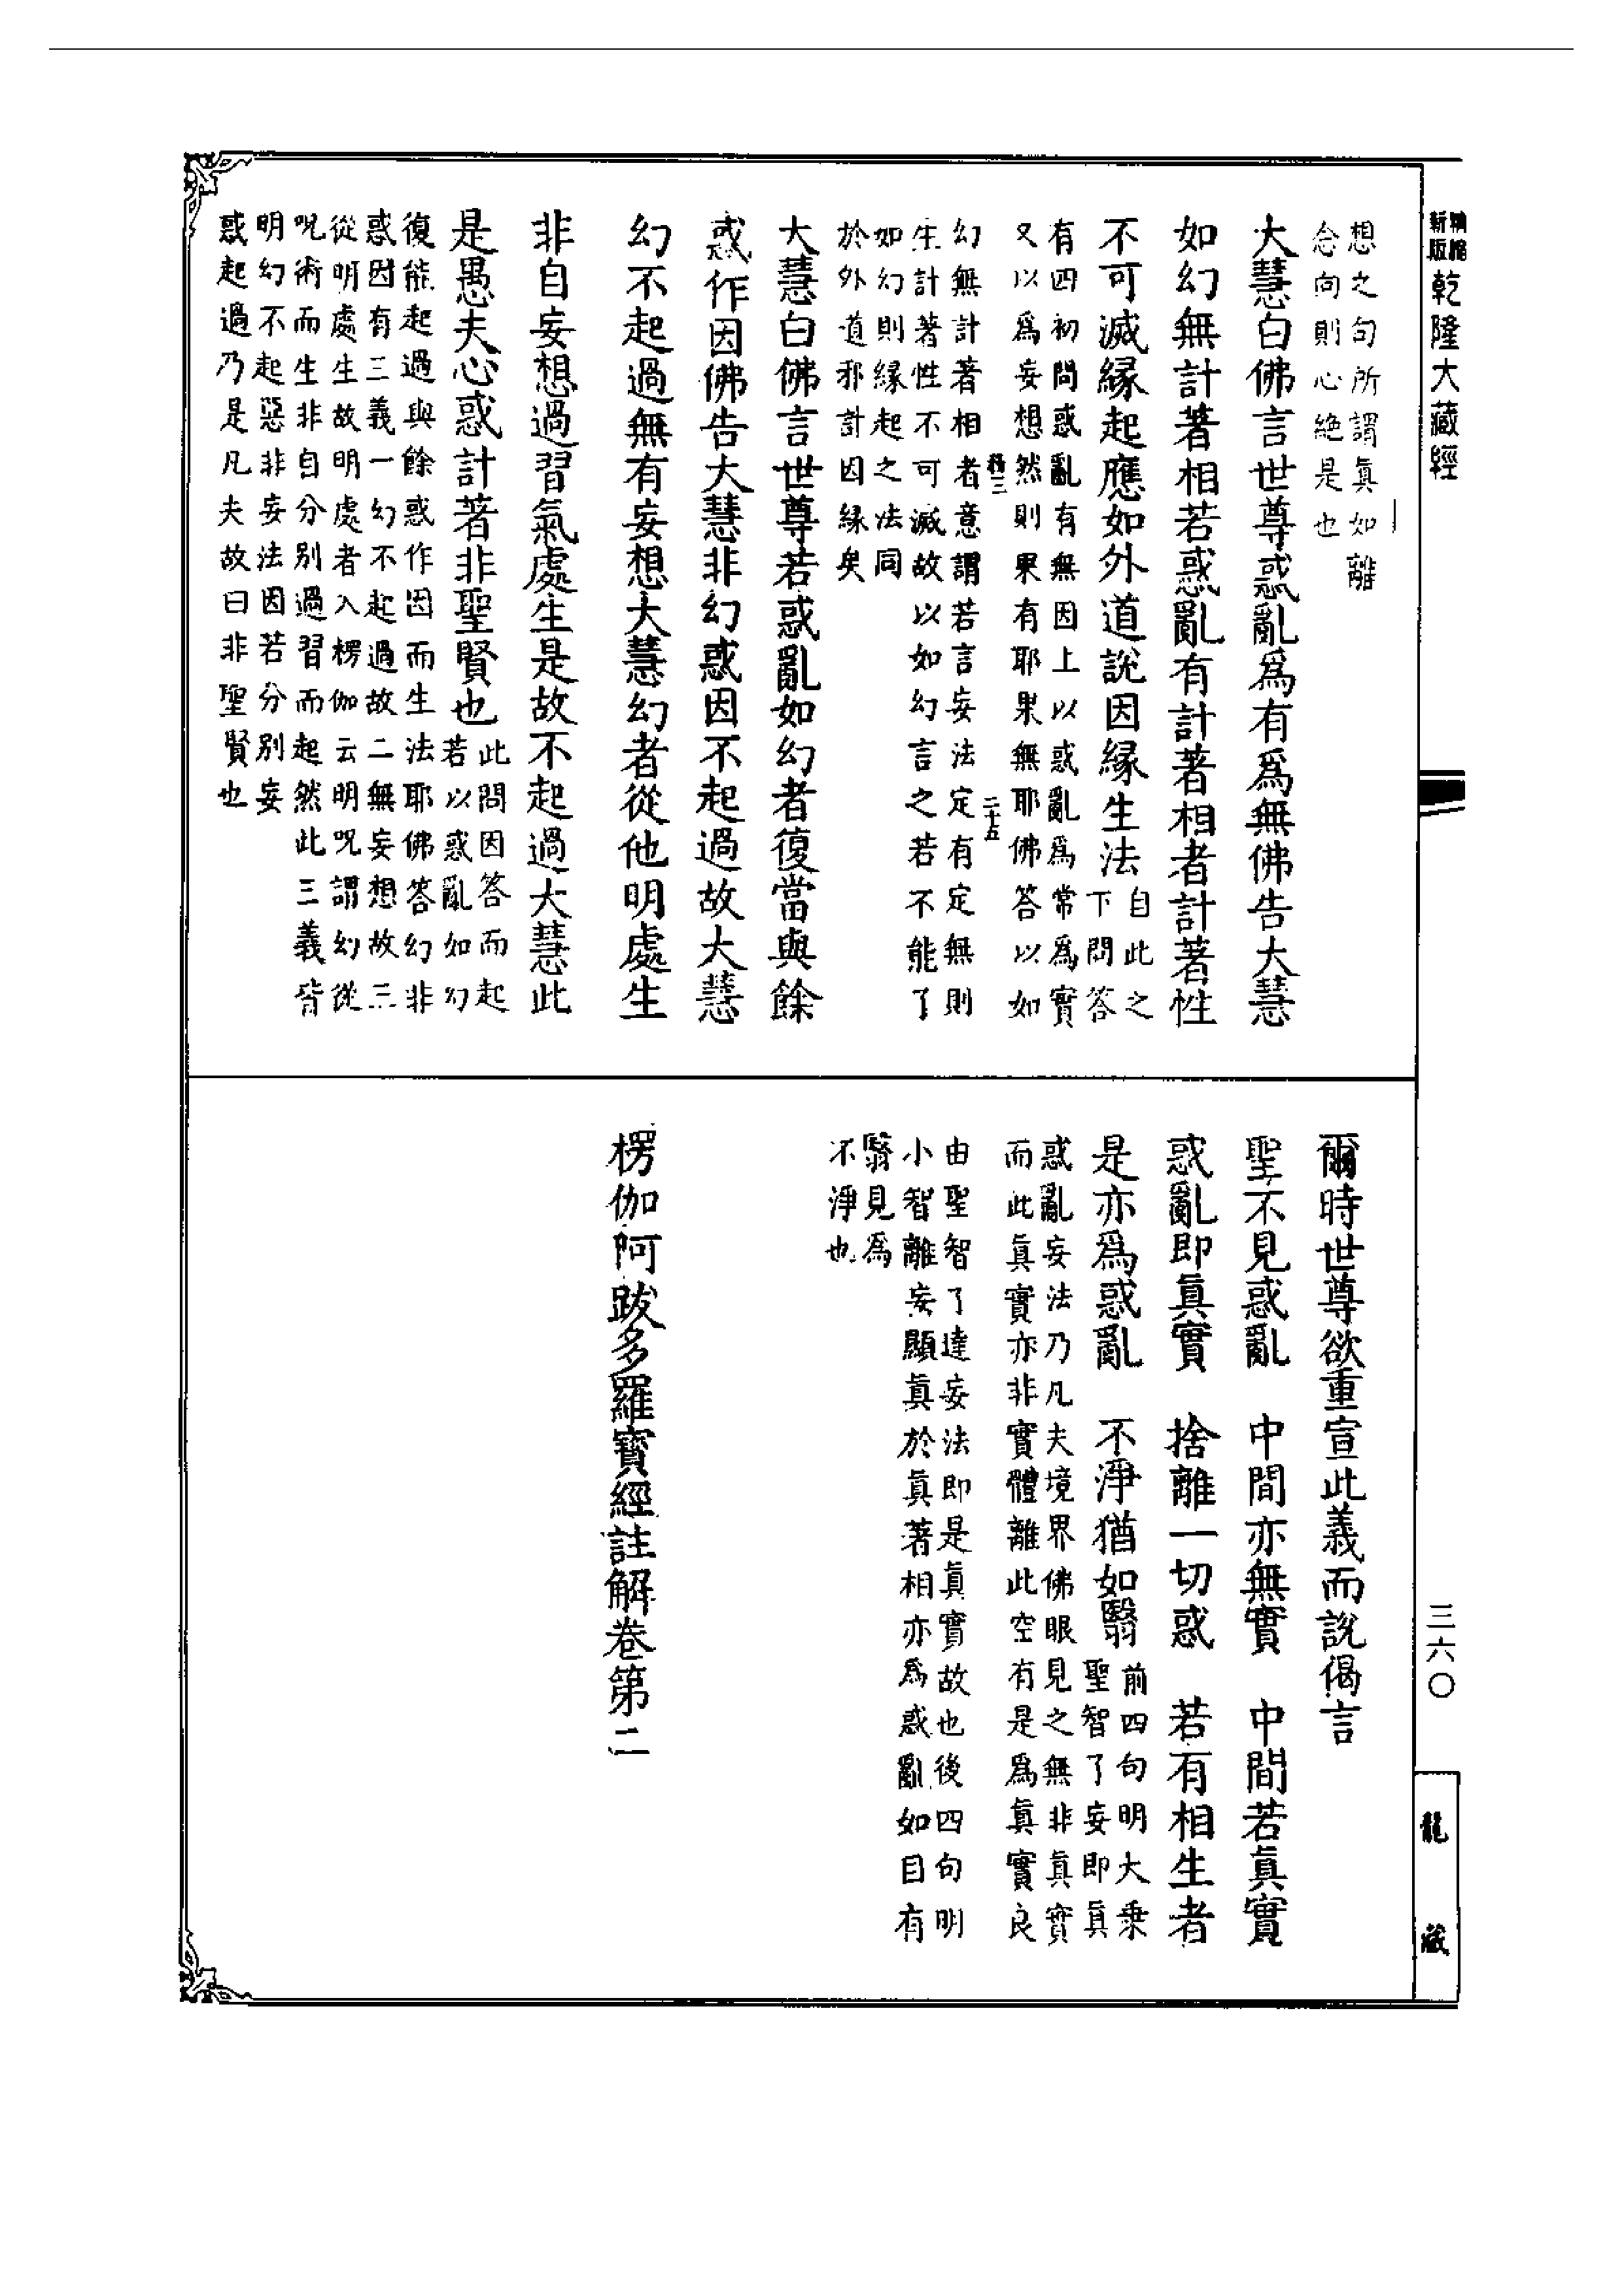 新版
精縮
乾隆大藏經
想之句所謂真如離
念向則心絶是也
大慧白佛言世尊惑亂爲有爲無佛告大慧
如幻無計著相若惑亂有計著相者計著性
不可滅緣起應如外道說因緣生法
自此之
下問答
有四初問惑亂有無因上以或亂爲常爲實
又以爲妄想然則果有耶果無耶佛答以如
二十五
幻無計著相者意謂若言妄法定有定無則
生計著性不可滅故以如幻言之若不能了
如幻則緣起之法同
於外道邪計因緣矣
大慧白佛言世尊若惑亂如幻者復當與餘
惑作因佛告大慧非幻惑因不起過故大慧
幻不起過無有妄想大慧幻者從他明處生
非自妄想過習氣處生是故不起過大慧此
是愚夫心惑計著非聖賢也
此問因答而起
若以惑亂如幻
復能起過與餘惑作因而生法耶佛答幻非
惑因有三義一幻不起過故二無妄想故三
從明處生故明處者入楞伽云明呪謂幻從
呪術而生非自分別過習而起然此三義皆
明幻不起惡非妄法因若分別妄
惑起過乃是凡夫故曰非聖賢也
爾時世尊欲重宣此義而說偈言
聖不見惑亂　中間亦無實　中間若真實
惑亂即真實　捨離一切惑　若有相生者
是亦爲惑亂　不淨猶如翳
前四句明大乘
聖智了妄即真
惑亂妄法乃凡夫境界佛眼見之無非真實
而此真實亦非實體離此空有是爲真實良
由聖智了達妄法即是真實故也後四句明
小智離妄顯真於真著相亦爲惑亂如目有
翳見爲
不淨也
楞伽阿跋多羅寶經註解卷第二
三六〇
龍藏